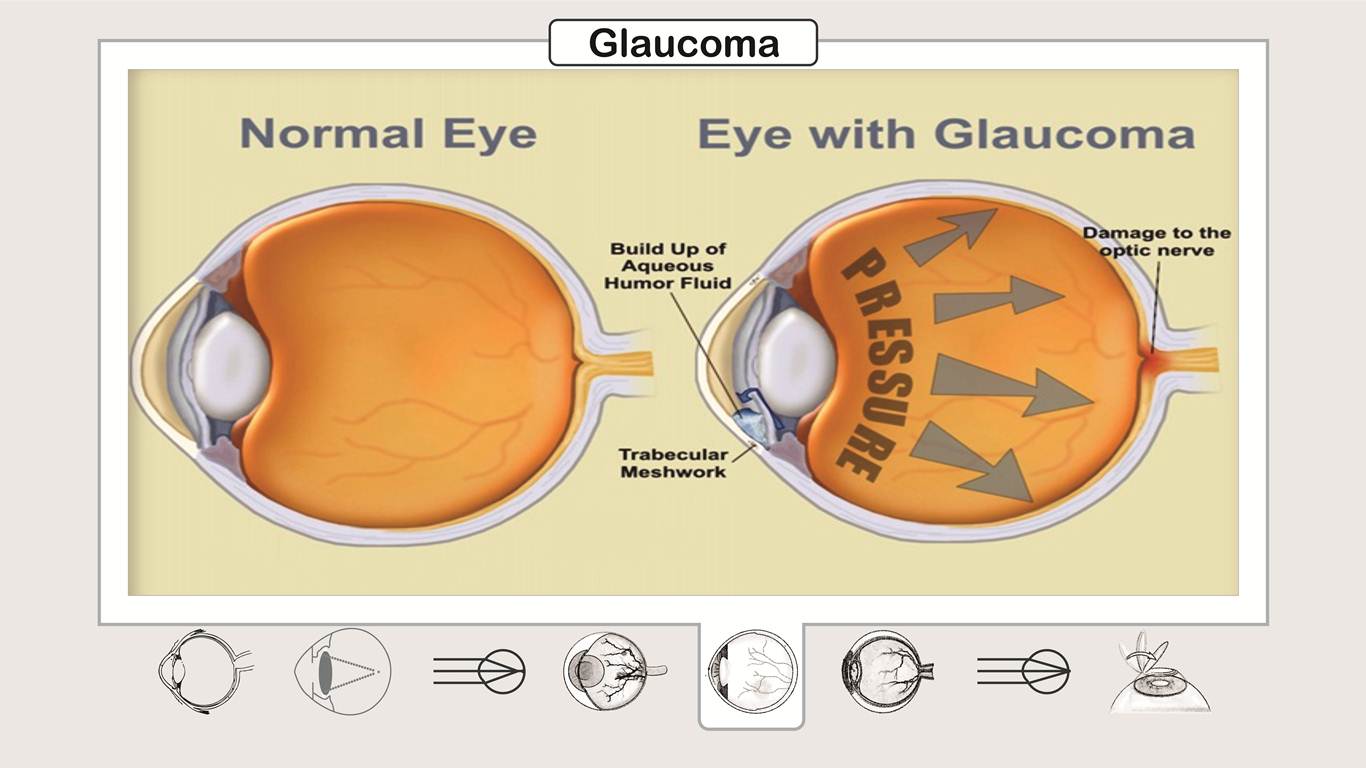 Glaucoma
Normal Eye
Eye with Glaucoma
Build Up of
Aqueous
Humor Fluid
Damage to the
optic nerve
PRESSURE
Trabecular
Meshwork